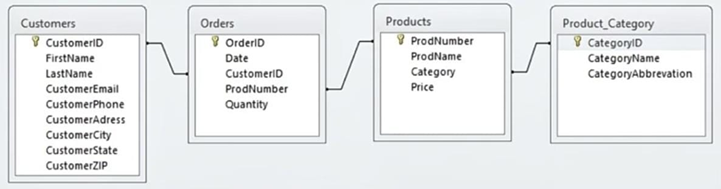 Customers
CustomerID
FirstName
LastName
CustomerEmail
CustomerPhone
CustomerAdress
CustomerCity
CustomerState
CustomerZIP
Orders
OrderID
Date
CustomerID
ProdNumber
Quantity
Products
ProdNumber
ProdName
Category
Price
Product_Category
CategoryID
CategoryName
CategoryAbbrevation